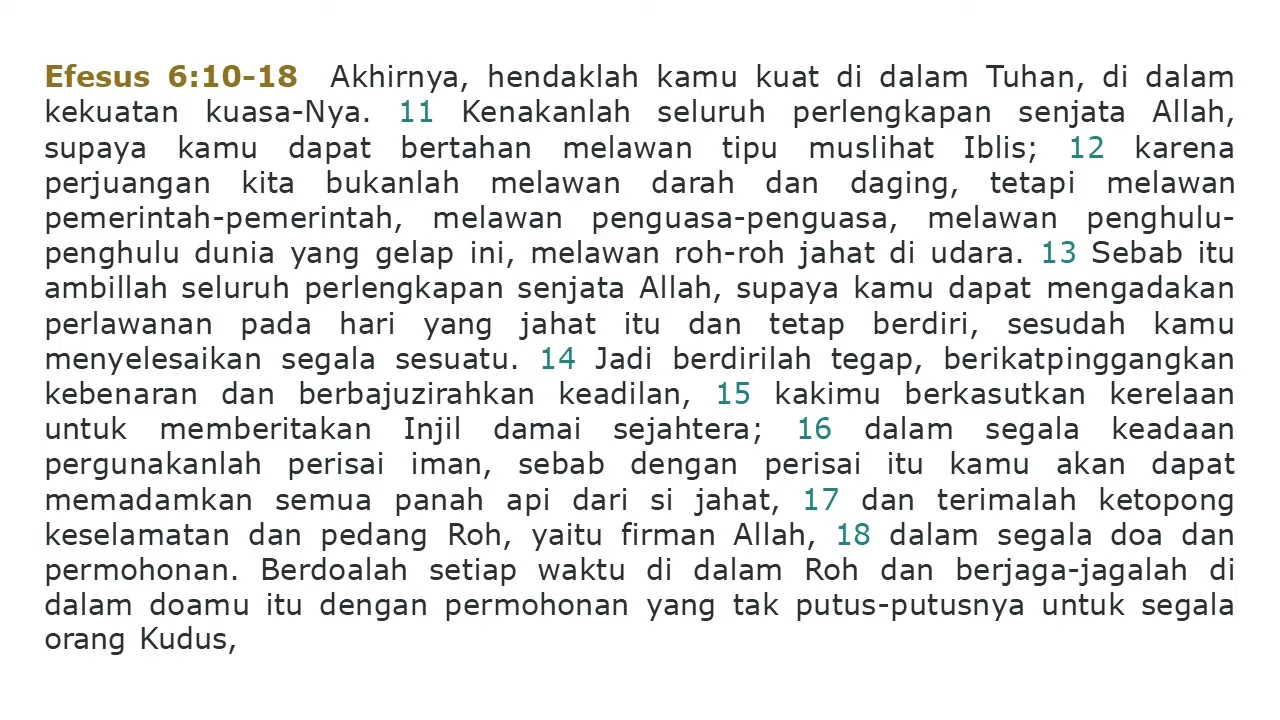 Efesus 6:10-18 Akhirnya, hendaklah kamu kuat di dalam Tuhan, di dalam
kekuatan kuasa-Nya. 11 Kenakanlah seluruh perlengkapan senjata Allah,
supaya kamu dapat bertahan melawan tipu muslihat Iblis; 12 karena
perjuangan kita bukanlah melawan darah dan daging, tetapi melawan
pemerintah-pemerintah, melawan penguasa-penguasa, melawan penghulu-
penghulu dunia yang gelap ini, melawan roh-roh jahat di udara. 13 Sebab itu
ambillah seluruh perlengkapan senjata Allah, supaya kamu dapat mengadakan
perlawanan pada hari yang jahat itu dan tetap berdiri, sesudah kamu
menyelesaikan segala sesuatu. 14 Jadi berdirilah tegap, berikatpinggangkan
kebenaran dan berbajuzirahkan keadilan, 15 kakimu berkasutkan kerelaan
untuk memberitakan Injil damai sejahtera; 16 dalam segala keadaan
pergunakanlah perisai iman, sebab dengan perisai itu kamu akan dapat
memadamkan semua panah api dari si jahat, 17 dan terimalah ketopong
keselamatan dan pedang Roh, yaitu firman Allah, 18 dalam segala doa dan
permohonan. Berdoalah setiap waktu di dalam Roh dan berjaga-jagalah di
dalam doamu itu dengan permohonan yang tak putus-putusnya untuk segala
orang Kudus,